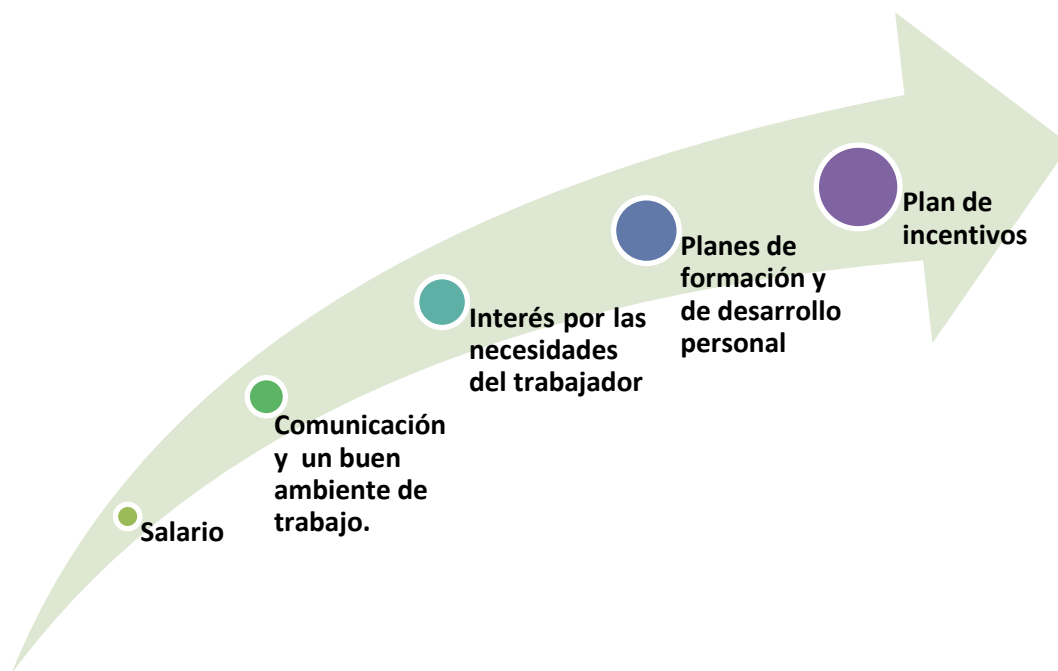 Salario
Comunicación
y un buen
ambiente de
trabajo.
Interés por las
necesidades
del trabajador
Planes de
formación y
de desarrollo
personal
Plan de
incentivos